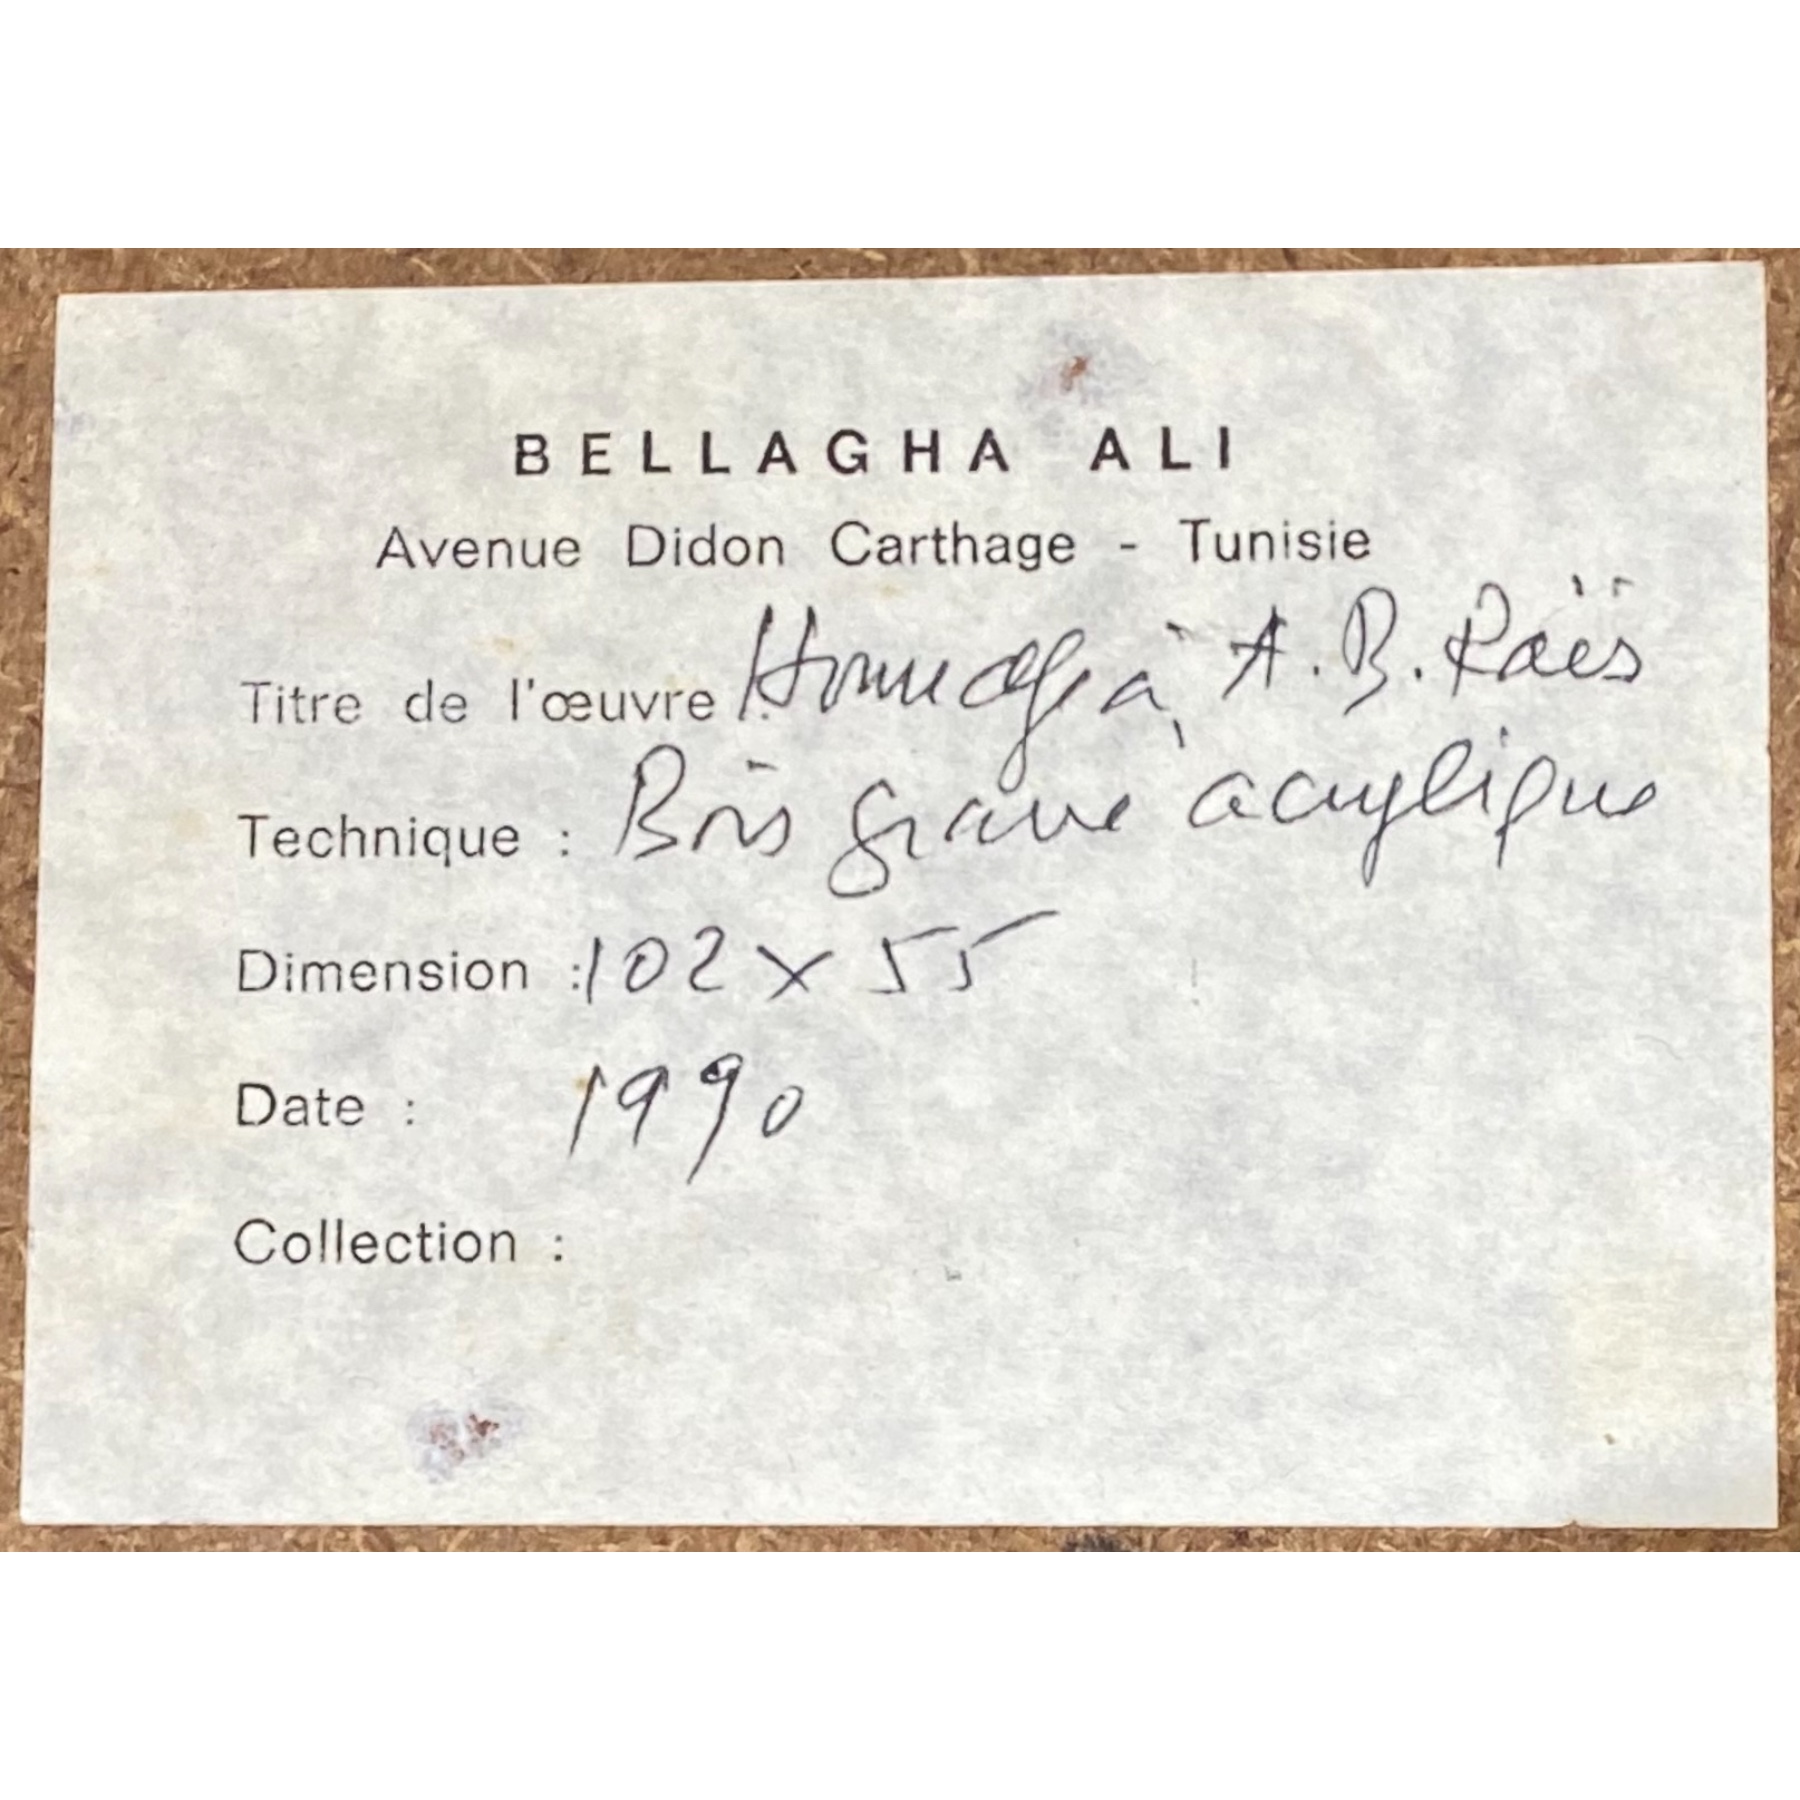 BELLAGHA ALI
Avenue Didon Carthage - Tunisie
Titre de l'œuvre : Hommage à A. B. Raïs
Technique : Bois gravé acrylique
Dimension : 102 x 55
Date : 1990
Collection :